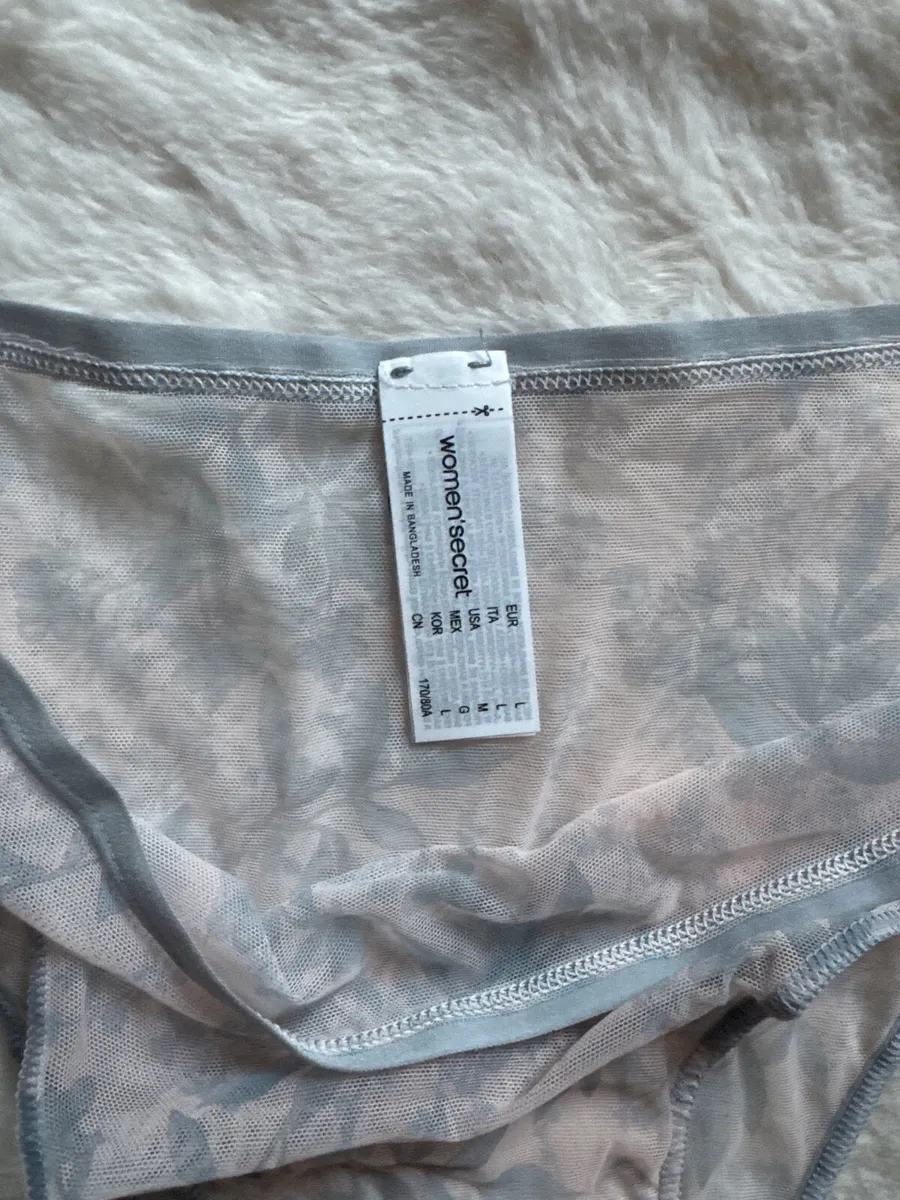 women'secret
MADE IN BANGLADESH
EUR L
ITA L
USA M
MEX G
KOR L
CN 170/80A